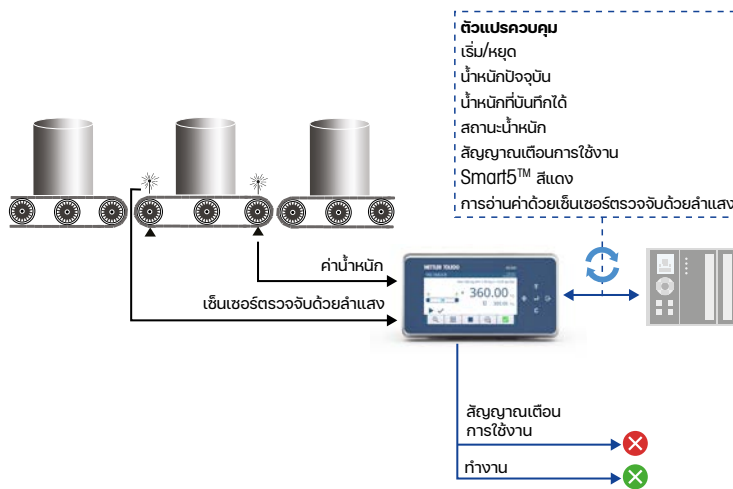 ตัวแปรควบคุม
เริ่ม/หยุด
น้ำหนักปัจจุบัน
น้ำหนักที่บันทึกได้
สถานะน้ำหนัก
สัญญาณเตือนการใช้งาน
Smart5™ สีแดง
การอ่านค่าด้วยเซ็นเซอร์ตรวจจับด้วยลำแสง
ค่าน้ำหนัก
เซ็นเซอร์ตรวจจับด้วยลำแสง
METTLER TOLEDO
360.00
T
C
สัญญาณเตือน
การใช้งาน
ทำงาน